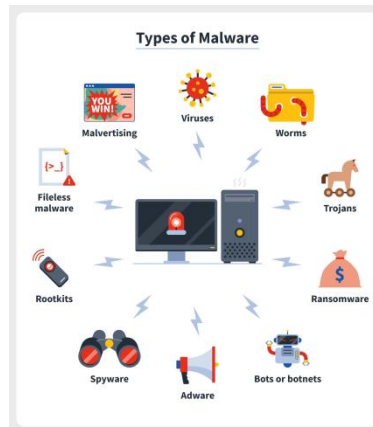 Types of Malware
YOU
WIN!
Malvertising
Viruses
Worms
{>_}
Fileless
malware
Trojans
Rootkits
$
Ransomware
Spyware
Adware
Bots or botnets